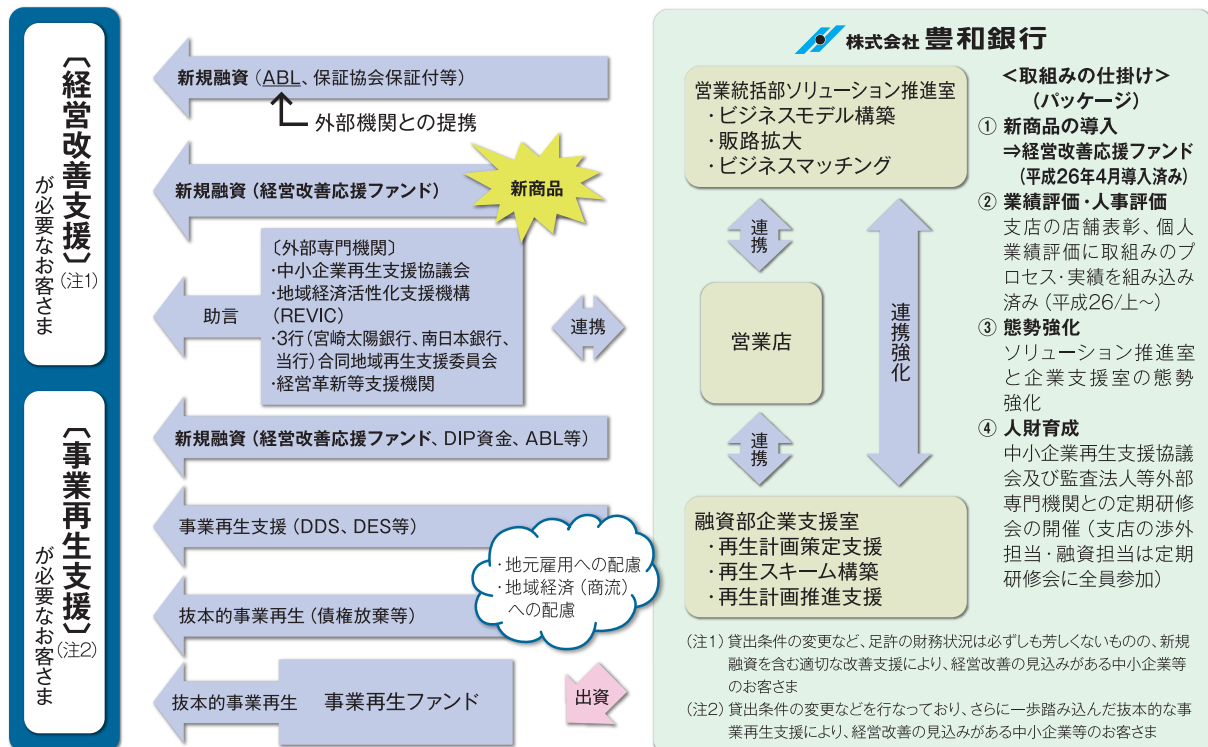 〔経営改善支援〕(注1)
が必要なお客さま
〔事業再生支援〕(注2)
が必要なお客さま
新規融資(ABL、保証協会保証付等)
外部機関との提携
新規融資(経営改善応援ファンド)
新商品
助言
〔外部専門機関〕
・中小企業再生支援協議会
・地域経済活性化支援機構
(REVIC)
・3行(宮崎太陽銀行、南日本銀行、
当行)合同地域再生支援委員会
・経営革新等支援機関
連携
新規融資(経営改善応援ファンド、DIP資金、ABL等)
事業再生支援(DDS、DES等)
・地元雇用への配慮
・地域経済(商流)
への配慮
抜本的事業再生(債権放棄等)
抜本的事業再生
事業再生ファンド
出資
株式会社 豊和銀行
営業統括部ソリューション推進室
・ビジネスモデル構築
・販路拡大
・ビジネスマッチング
連携
営業店
連携
連携強化
融資部企業支援室
・再生計画策定支援
・再生スキーム構築
・再生計画推進支援
<取組みの仕掛け>
(パッケージ)
① 新商品の導入
⇒経営改善応援ファンド
(平成26年4月導入済み)
② 業績評価・人事評価
支店の店舗表彰、個人
業績評価に取組みのプ
ロセス・実績を組み込み
済み(平成26/上~)
③ 態勢強化
ソリューション推進室
と企業支援室の態勢
強化
④ 人財育成
中小企業再生支援協議
会及び監査法人等外部
専門機関との定期研修
会の開催(支店の渉外
担当・融資担当は定期
研修会に全員参加)
(注1)貸出条件の変更など、足許の財務状況は必ずしも芳しくないものの、新規
融資を含む適切な改善支援により、経営改善の見込みがある中小企業等
のお客さま
(注2)貸出条件の変更などを行なっており、さらに一歩踏み込んだ抜本的な事
業再生支援により、経営改善の見込みがある中小企業等のお客さま